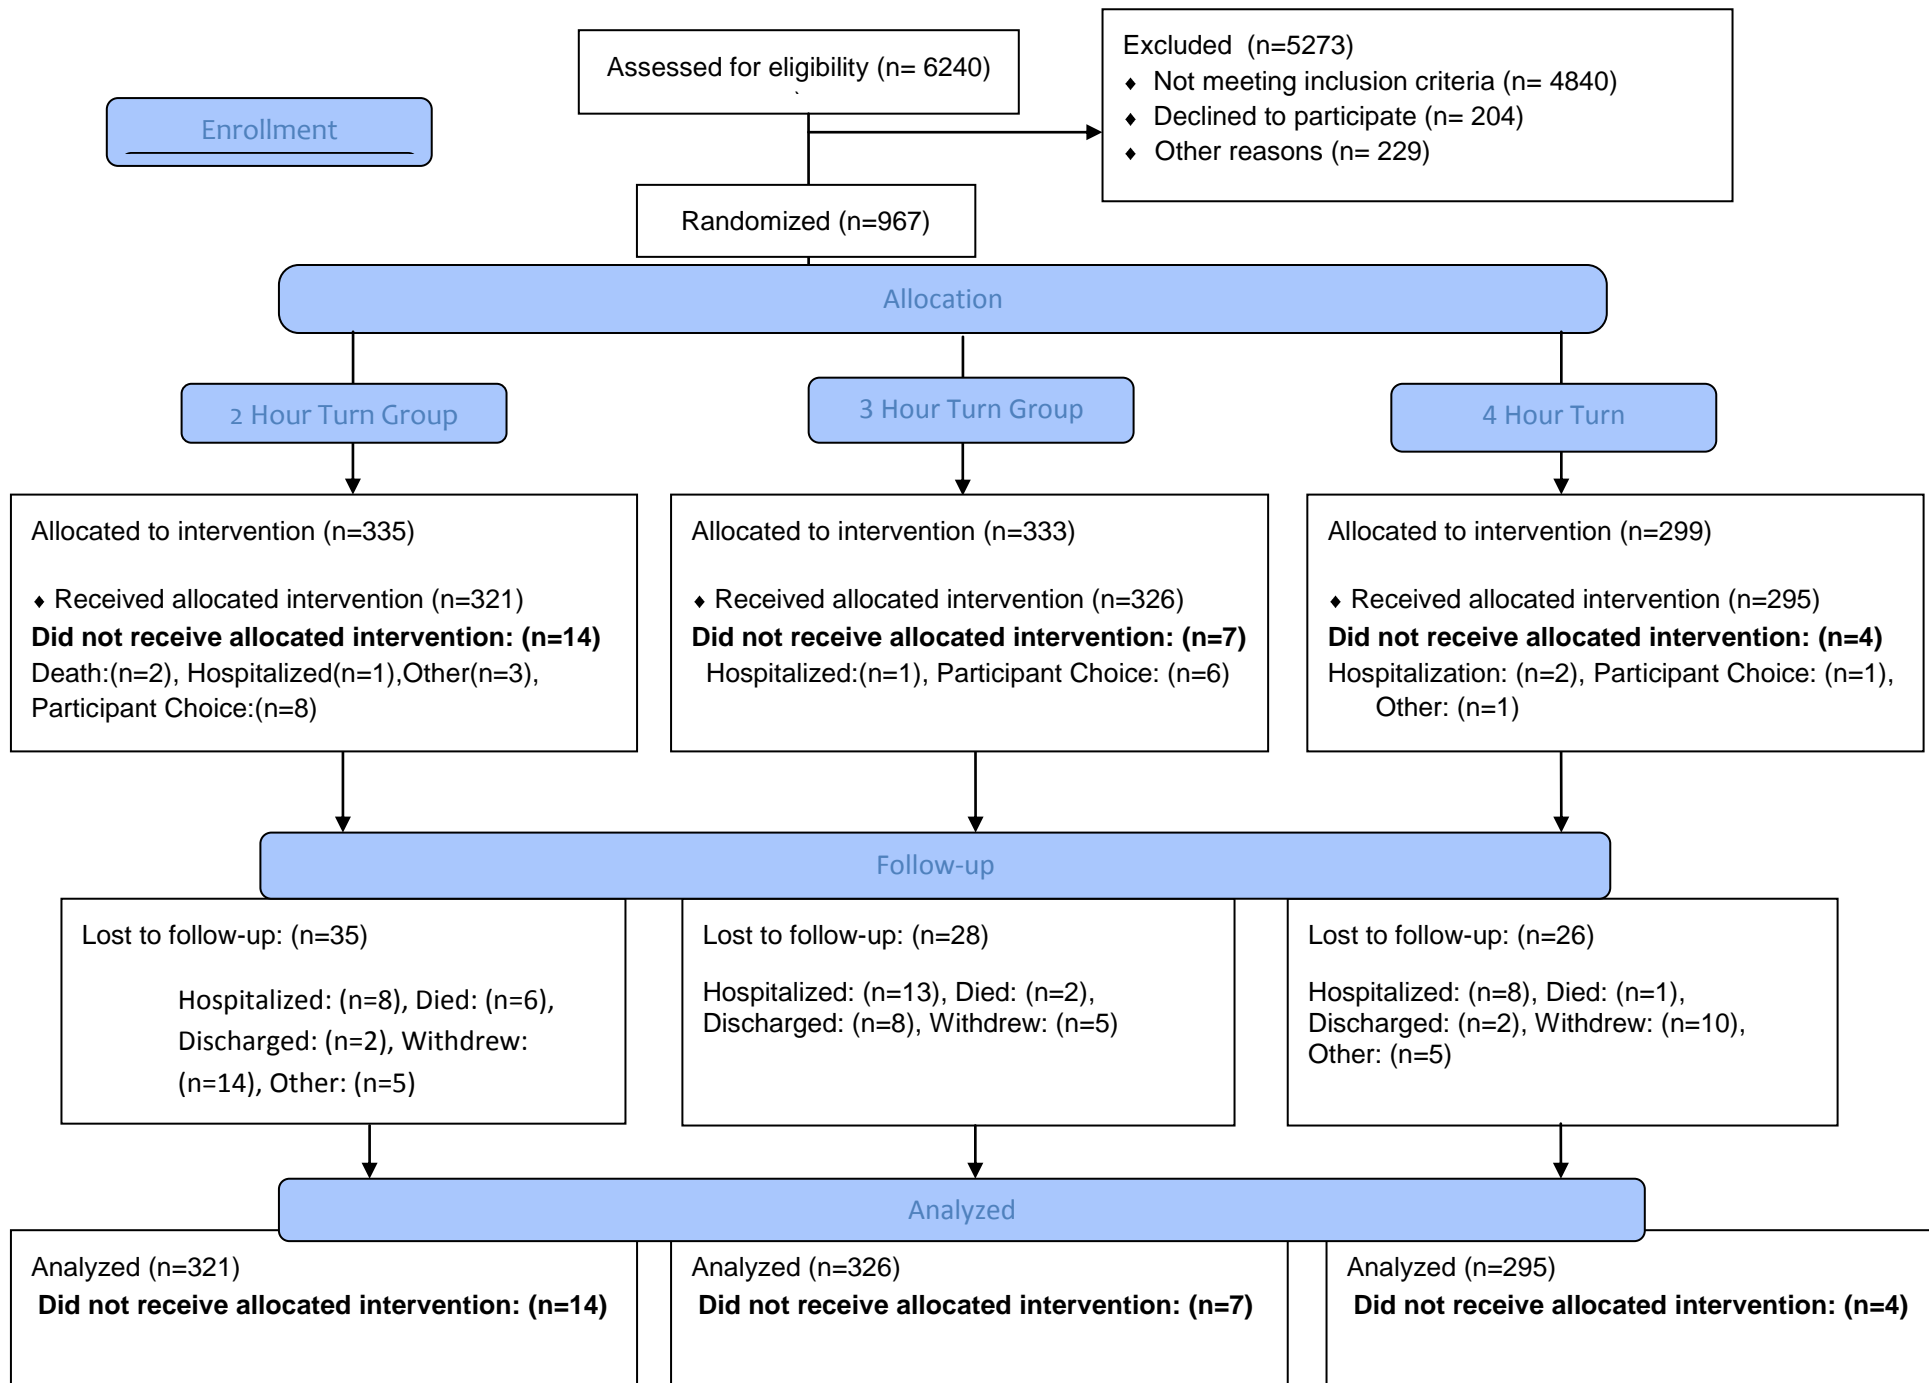 Assessed for eligibility (n= 6240)
Excluded  (n=5273)
♦ Not meeting inclusion criteria (n= 4840)
♦ Declined to participate (n= 204)
♦ Other reasons (n= 229)
Enrollment
Randomized (n=967)
Allocation
2 Hour Turn Group
3 Hour Turn Group
4 Hour Turn
Allocated to intervention (n=335)
♦ Received allocated intervention (n=321)
Did not receive allocated intervention: (n=14)
Death:(n=2), Hospitalized(n=1),Other(n=3),
Participant Choice:(n=8)
Allocated to intervention (n=333)
♦ Received allocated intervention (n=326)
Did not receive allocated intervention: (n=7)
Hospitalized:(n=1), Participant Choice: (n=6)
Allocated to intervention (n=299)
♦ Received allocated intervention (n=295)
Did not receive allocated intervention: (n=4)
Hospitalization: (n=2), Participant Choice: (n=1),
Other: (n=1)
Follow-up
Lost to follow-up: (n=35)
Hospitalized: (n=8), Died: (n=6),
Discharged: (n=2), Withdrew:
(n=14), Other: (n=5)
Lost to follow-up: (n=28)
Hospitalized: (n=13), Died: (n=2),
Discharged: (n=8), Withdrew: (n=5)
Lost to follow-up: (n=26)
Hospitalized: (n=8), Died: (n=1),
Discharged: (n=2), Withdrew: (n=10),
Other: (n=5)
Analyzed
Analyzed (n=321)
Did not receive allocated intervention: (n=14)
Analyzed (n=326)
Did not receive allocated intervention: (n=7)
Analyzed (n=295)
Did not receive allocated intervention: (n=4)